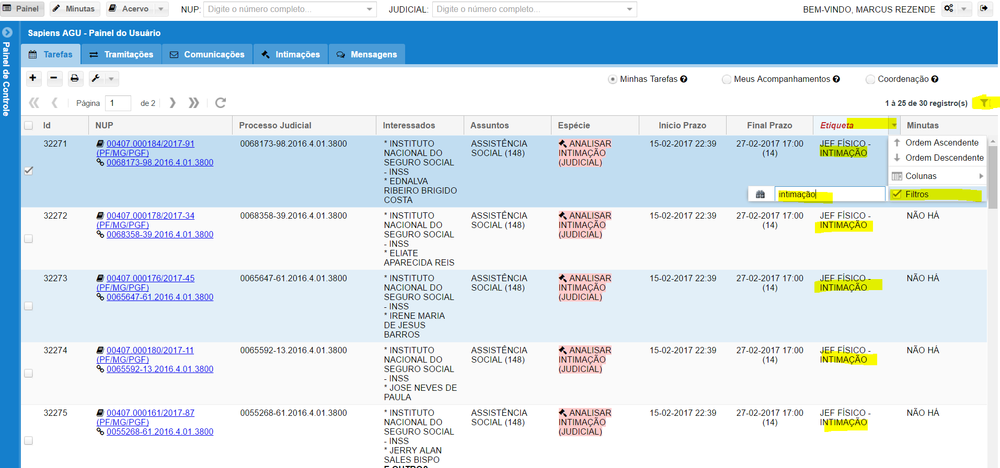 Painel Minutas Acervo NUP: Digite o número completo... JUDICIAL: Digite o número completo... BEM-VINDO, MARCUS REZENDE
Painel de Controle
Sapiens AGU - Painel do Usuário
Tarefas Tramitações Comunicações Intimações Mensagens
Minhas Tarefas Meus Acompanhamentos Coordenação
Página 1 de 2 1 à 25 de 30 registro(s)
Id NUP Processo Judicial Interessados Assuntos Espécie Início Prazo Final Prazo Etiqueta Minutas
32271 00407.000184/2017-91 0068173-98.2016.4.01.3800 * INSTITUTO ASSISTÊNCIA ANALISAR 15-02-2017 22:39 27-02-2017 17:00 JEF FÍSICO - Ordem Ascendente
(PF/MG/PGF) NACIONAL DO SOCIAL (148) INTIMAÇÃO (14) INTIMAÇÃO
0068173-98.2016.4.01.3800 SEGURO SOCIAL (JUDICIAL) Ordem Descendente
- INSS
* EDNALVA Colunas
RIBEIRO BRIGIDO intimação Filtros
COSTA
32272 00407.000178/2017-34 0068358-39.2016.4.01.3800 * INSTITUTO ASSISTÊNCIA ANALISAR 15-02-2017 22:39 27-02-2017 17:00 JEF FÍSICO - NÃO HÁ
(PF/MG/PGF) NACIONAL DO SOCIAL (148) INTIMAÇÃO (14) INTIMAÇÃO
0068358-39.2016.4.01.3800 SEGURO SOCIAL (JUDICIAL)
- INSS
* ELIATE
APARECIDA REIS
32273 00407.000176/2017-45 0065647-61.2016.4.01.3800 * INSTITUTO ASSISTÊNCIA ANALISAR 15-02-2017 22:39 27-02-2017 17:00 JEF FÍSICO - NÃO HÁ
(PF/MG/PGF) NACIONAL DO SOCIAL (148) INTIMAÇÃO (14) INTIMAÇÃO
0065647-61.2016.4.01.3800 SEGURO SOCIAL (JUDICIAL)
- INSS
* IRENE MARIA
DE JESUS
BARROS
32274 00407.000180/2017-11 0065592-13.2016.4.01.3800 * INSTITUTO ASSISTÊNCIA ANALISAR 15-02-2017 22:39 27-02-2017 17:00 JEF FÍSICO - NÃO HÁ
(PF/MG/PGF) NACIONAL DO SOCIAL (148) INTIMAÇÃO (14) INTIMAÇÃO
0065592-13.2016.4.01.3800 SEGURO SOCIAL (JUDICIAL)
- INSS
* JOSE NEVES DE
PAULA
32275 00407.000161/2017-87 0055268-61.2016.4.01.3800 * INSTITUTO ASSISTÊNCIA ANALISAR 15-02-2017 22:39 27-02-2017 17:00 JEF FÍSICO - NÃO HÁ
(PF/MG/PGF) NACIONAL DO SOCIAL (148) INTIMAÇÃO (14) INTIMAÇÃO
0055268-61.2016.4.01.3800 SEGURO SOCIAL (JUDICIAL)
- INSS
* JERRY ALAN
SALES BISPO